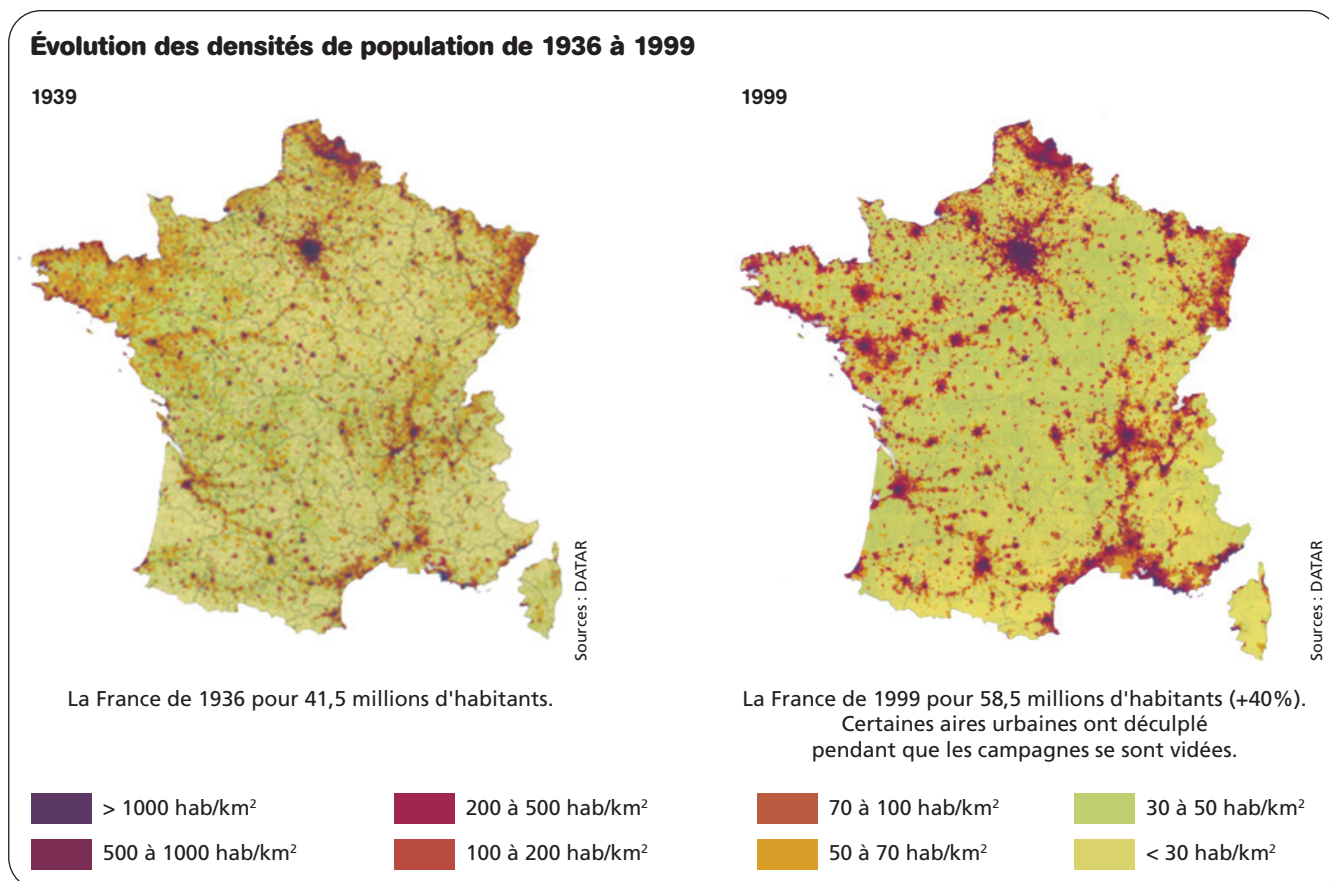 Évolution des densités de population de 1936 à 1999
1939
1999
Sources : DATAR
Sources : DATAR
La France de 1936 pour 41,5 millions d'habitants.
La France de 1999 pour 58,5 millions d'habitants (+40%).
Certaines aires urbaines ont déculplé
pendant que les campagnes se sont vidées.
> 1000 hab/km²
200 à 500 hab/km²
70 à 100 hab/km²
30 à 50 hab/km²
500 à 1000 hab/km²
100 à 200 hab/km²
50 à 70 hab/km²
< 30 hab/km²